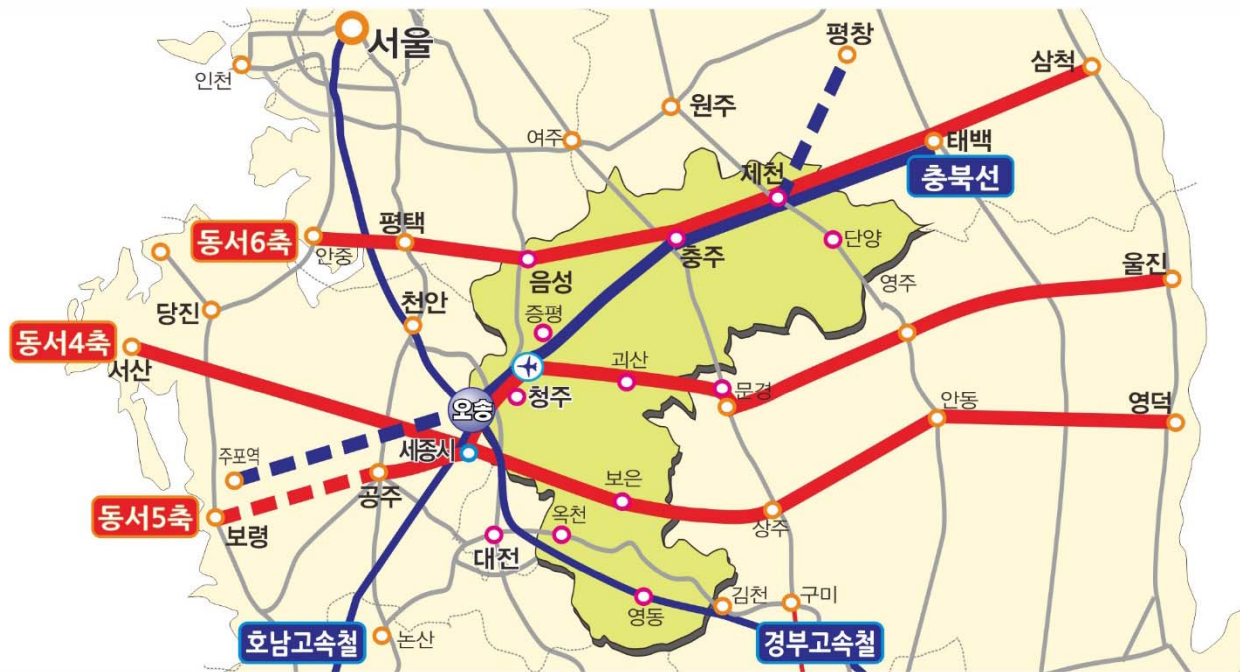 서울
평창
삼척
인천
원주
여주
태백
충북선
제천
동서6축
평택
안중
음성
충주
단양
영주
울진
당진
천안
증평
동서4축
서산
괴산
문경
청주
오송
안동
영덕
세종시
주포역
공주
보은
동서5축
보령
상주
옥천
대전
영동
김천
구미
호남고속철
논산
경부고속철